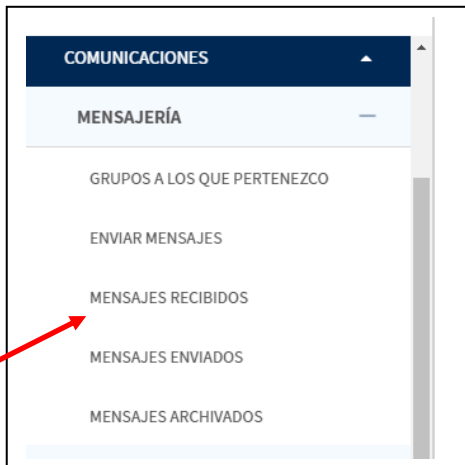 COMUNICACIONES
MENSAJERÍA
GRUPOS A LOS QUE PERTENEZCO
ENVIAR MENSAJES
MENSAJES RECIBIDOS
MENSAJES ENVIADOS
MENSAJES ARCHIVADOS